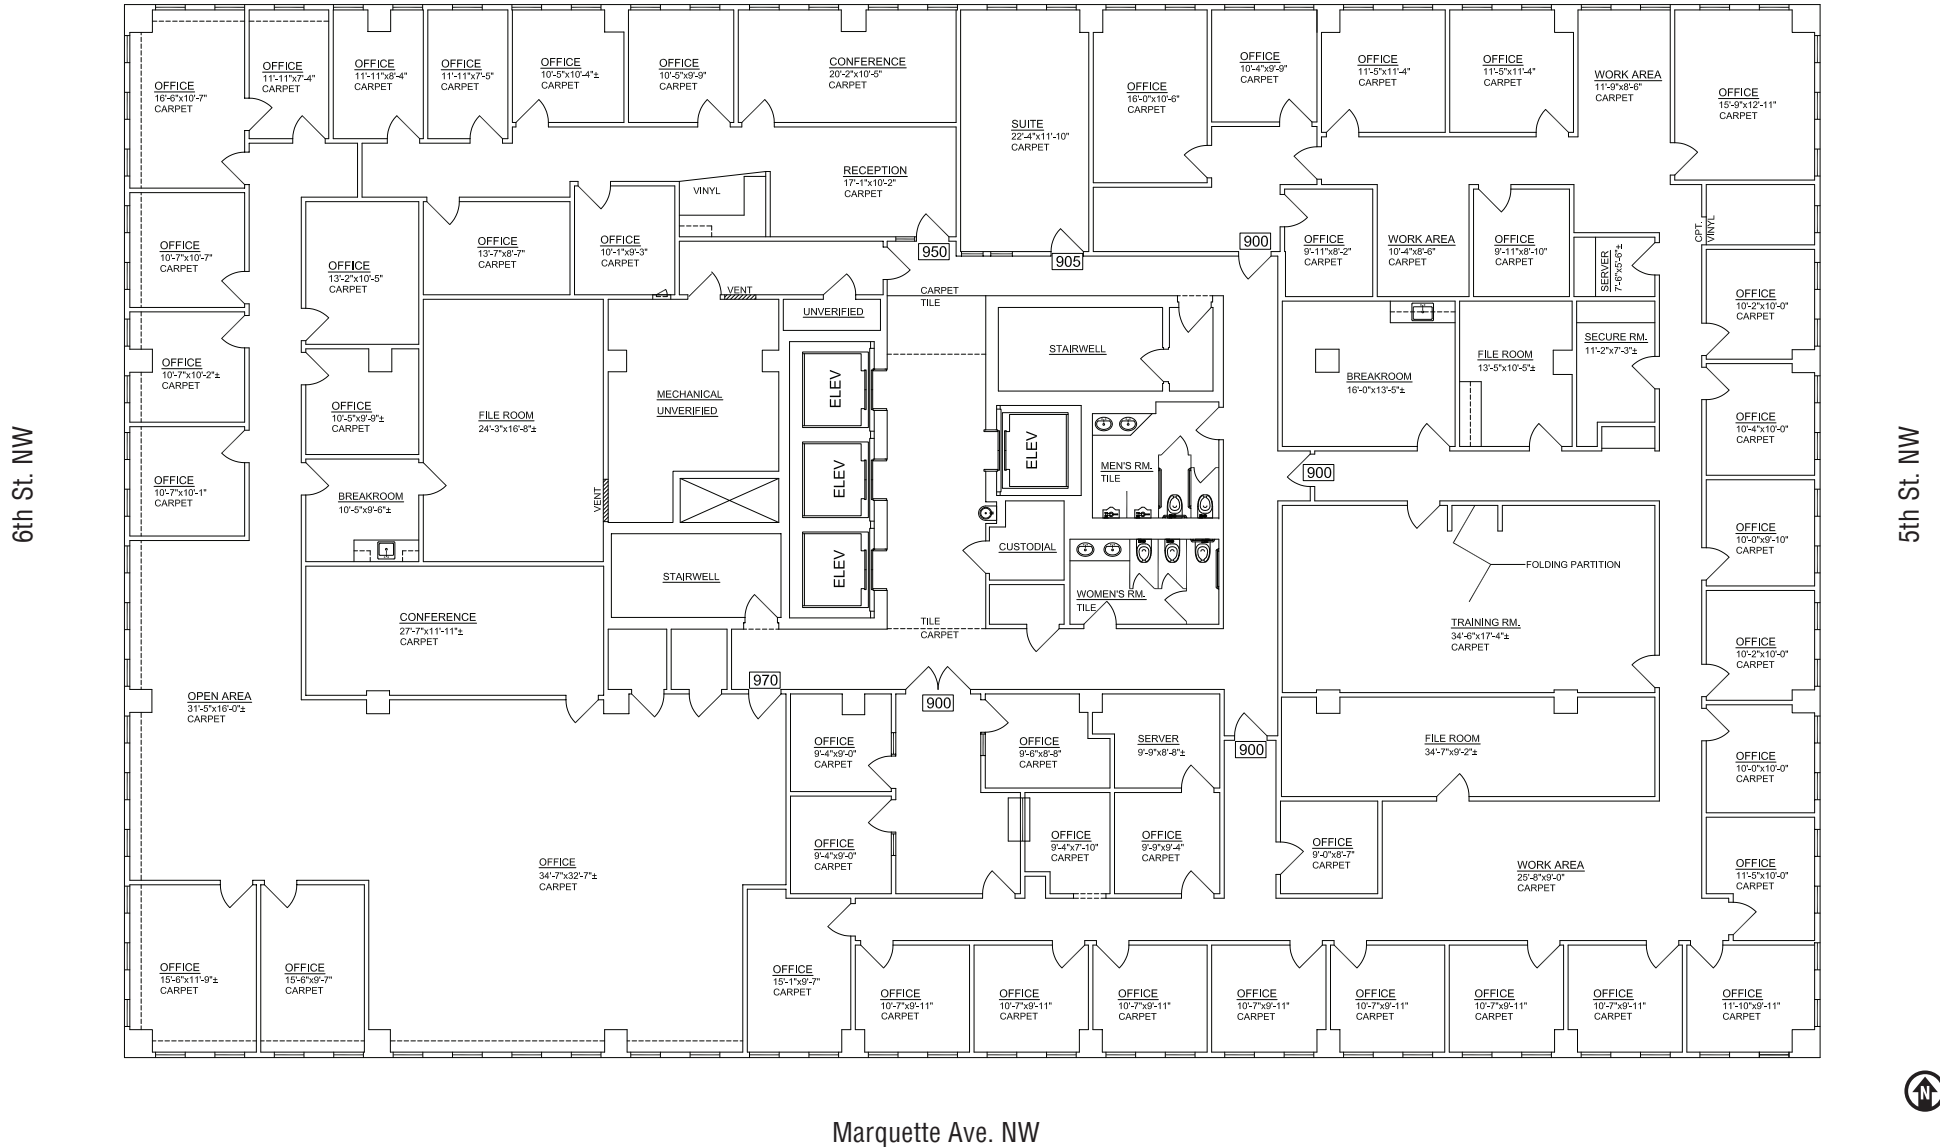 OFFICE
16'-6"x10'-7"
CARPET
OFFICE
11'-11"x7'-4"
CARPET
OFFICE
11'-11"x8'-4"
CARPET
OFFICE
11'-11"x7'-5"
CARPET
OFFICE
10'-5"x10'-4"±
CARPET
OFFICE
10'-5"x9'-9"
CARPET
CONFERENCE
20'-2"x10'-5"
CARPET
SUITE
22'-4"x11'-10"
CARPET
OFFICE
16'-0"x10'-6"
CARPET
OFFICE
10'-4"x9'-9"
CARPET
OFFICE
11'-5"x11'-4"
CARPET
OFFICE
11'-5"x11'-4"
CARPET
WORK AREA
11'-9"x8'-6"
CARPET
OFFICE
15'-9"x12'-11"
CARPET
RECEPTION
17'-1"x10'-2"
CARPET
VINYL
OFFICE
10'-7"x10'-7"
CARPET
OFFICE
13'-2"x10'-5"
CARPET
OFFICE
13'-7"x8'-7"
CARPET
OFFICE
10'-1"x9'-3"
CARPET
950
905
900
OFFICE
9'-11"x8'-2"
CARPET
WORK AREA
10'-4"x8'-6"
CARPET
OFFICE
9'-11"x8'-10"
CARPET
SERVER
7'-6"x5'-6"±
CPT.
VINYL
OFFICE
10'-2"x10'-0"
CARPET
VENT
UNVERIFIED
CARPET
TILE
STAIRWELL
OFFICE
10'-7"x10'-2"±
CARPET
OFFICE
10'-5"x9'-9"±
CARPET
FILE ROOM
24'-3"x16'-8"±
MECHANICAL
UNVERIFIED
ELEV
ELEV
ELEV
ELEV
BREAKROOM
16'-0"x13'-5"±
FILE ROOM
13'-5"x10'-5"±
SECURE RM.
11'-2"x7'-3"±
OFFICE
10'-4"x10'-0"
CARPET
6th St. NW
5th St. NW
OFFICE
10'-7"x10'-1"
CARPET
BREAKROOM
10'-5"x9'-6"±
VENT
MEN'S RM.
TILE
900
CUSTODIAL
OFFICE
10'-0"x9'-10"
CARPET
STAIRWELL
WOMEN'S RM.
TILE
FOLDING PARTITION
CONFERENCE
27'-7"x11'-11"±
CARPET
TILE
CARPET
TRAINING RM.
34'-6"x17'-4"±
CARPET
OFFICE
10'-2"x10'-0"
CARPET
OPEN AREA
31'-5"x16'-0"±
CARPET
970
900
OFFICE
9'-4"x9'-0"
CARPET
OFFICE
9'-6"x8'-8"
CARPET
SERVER
9'-9"x8'-8"±
900
FILE ROOM
34'-7"x9'-2"±
OFFICE
10'-0"x10'-0"
CARPET
OFFICE
34'-7"x32'-7"±
CARPET
OFFICE
9'-4"x9'-0"
CARPET
OFFICE
9'-4"x7'-10"
CARPET
OFFICE
9'-9"x9'-4"
CARPET
OFFICE
9'-0"x8'-7"
CARPET
WORK AREA
25'-8"x9'-0"
CARPET
OFFICE
11'-5"x10'-0"
CARPET
OFFICE
15'-6"x11'-9"±
CARPET
OFFICE
15'-6"x9'-7"
CARPET
OFFICE
15'-1"x9'-7"
CARPET
OFFICE
10'-7"x9'-11"
CARPET
OFFICE
10'-7"x9'-11"
CARPET
OFFICE
10'-7"x9'-11"
CARPET
OFFICE
10'-7"x9'-11"
CARPET
OFFICE
10'-7"x9'-11"
CARPET
OFFICE
10'-7"x9'-11"
CARPET
OFFICE
10'-7"x9'-11"
CARPET
OFFICE
11'-10"x9'-11"
CARPET
N
Marquette Ave. NW